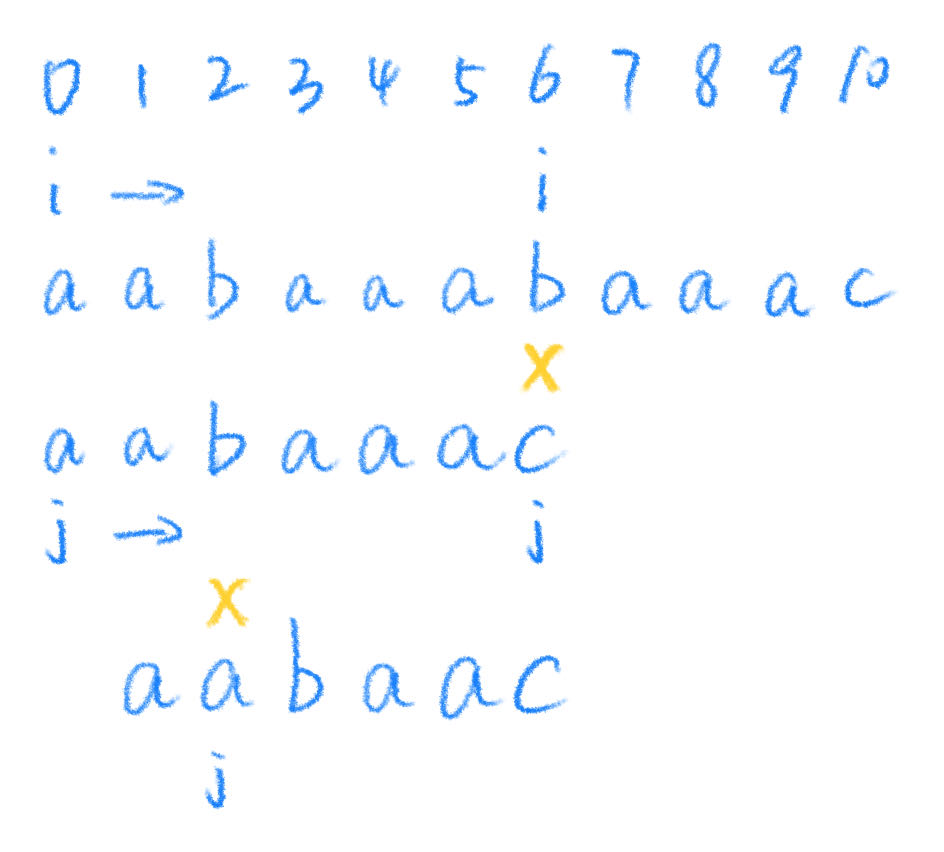 0 1 2 3 4 5 6 7 8 9 10
i → i
a a b a a a b a a a c
x
a a b a a a c
j → j
x
a a b a a c
j